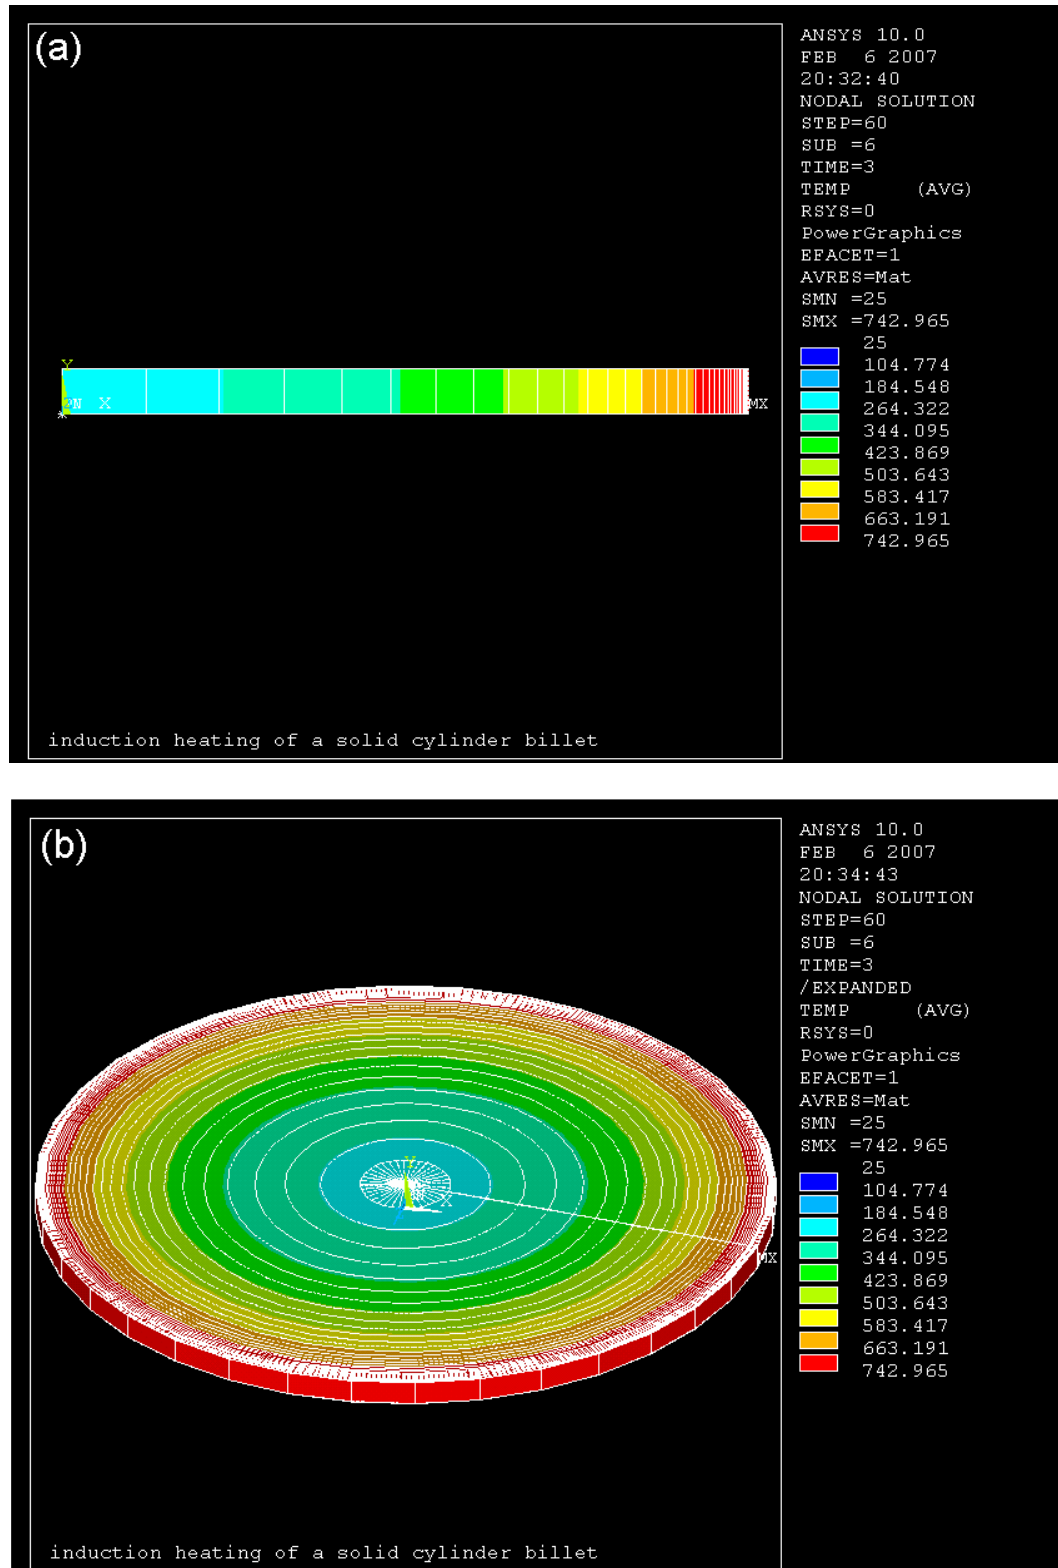 (a)
ANSYS 10.0
FEB 6 2007
20:32:40
NODAL SOLUTION
STEP=60
SUB =6
TIME=3
TEMP (AVG)
RSYS=0
PowerGraphics
EFACET=1
AVRES=Mat
SMN =25
SMX =742.965
25
104.774
184.548
264.322
344.095
423.869
503.643
583.417
663.191
742.965
Y
X
MX
induction heating of a solid cylinder billet
(b)
ANSYS 10.0
FEB 6 2007
20:34:43
NODAL SOLUTION
STEP=60
SUB =6
TIME=3
/EXPANDED
TEMP (AVG)
RSYS=0
PowerGraphics
EFACET=1
AVRES=Mat
SMN =25
SMX =742.965
25
104.774
184.548
264.322
344.095
423.869
503.643
583.417
663.191
742.965
Y
MX
induction heating of a solid cylinder billet